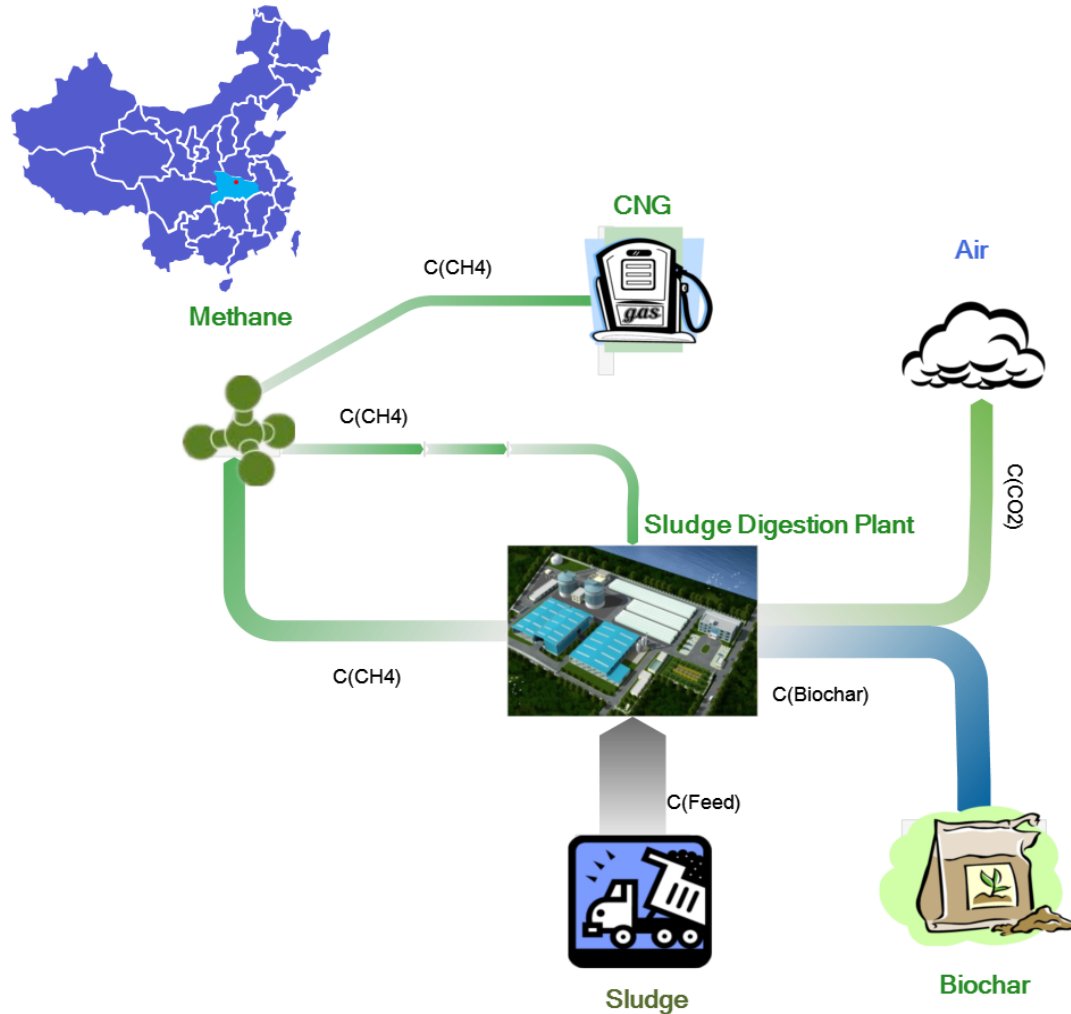 CNG
gas
Air
C(CH4)
Methane
C(CH4)
C(CO2)
Sludge Digestion Plant
C(CH4)
C(Biochar)
C(Feed)
Biochar
Sludge